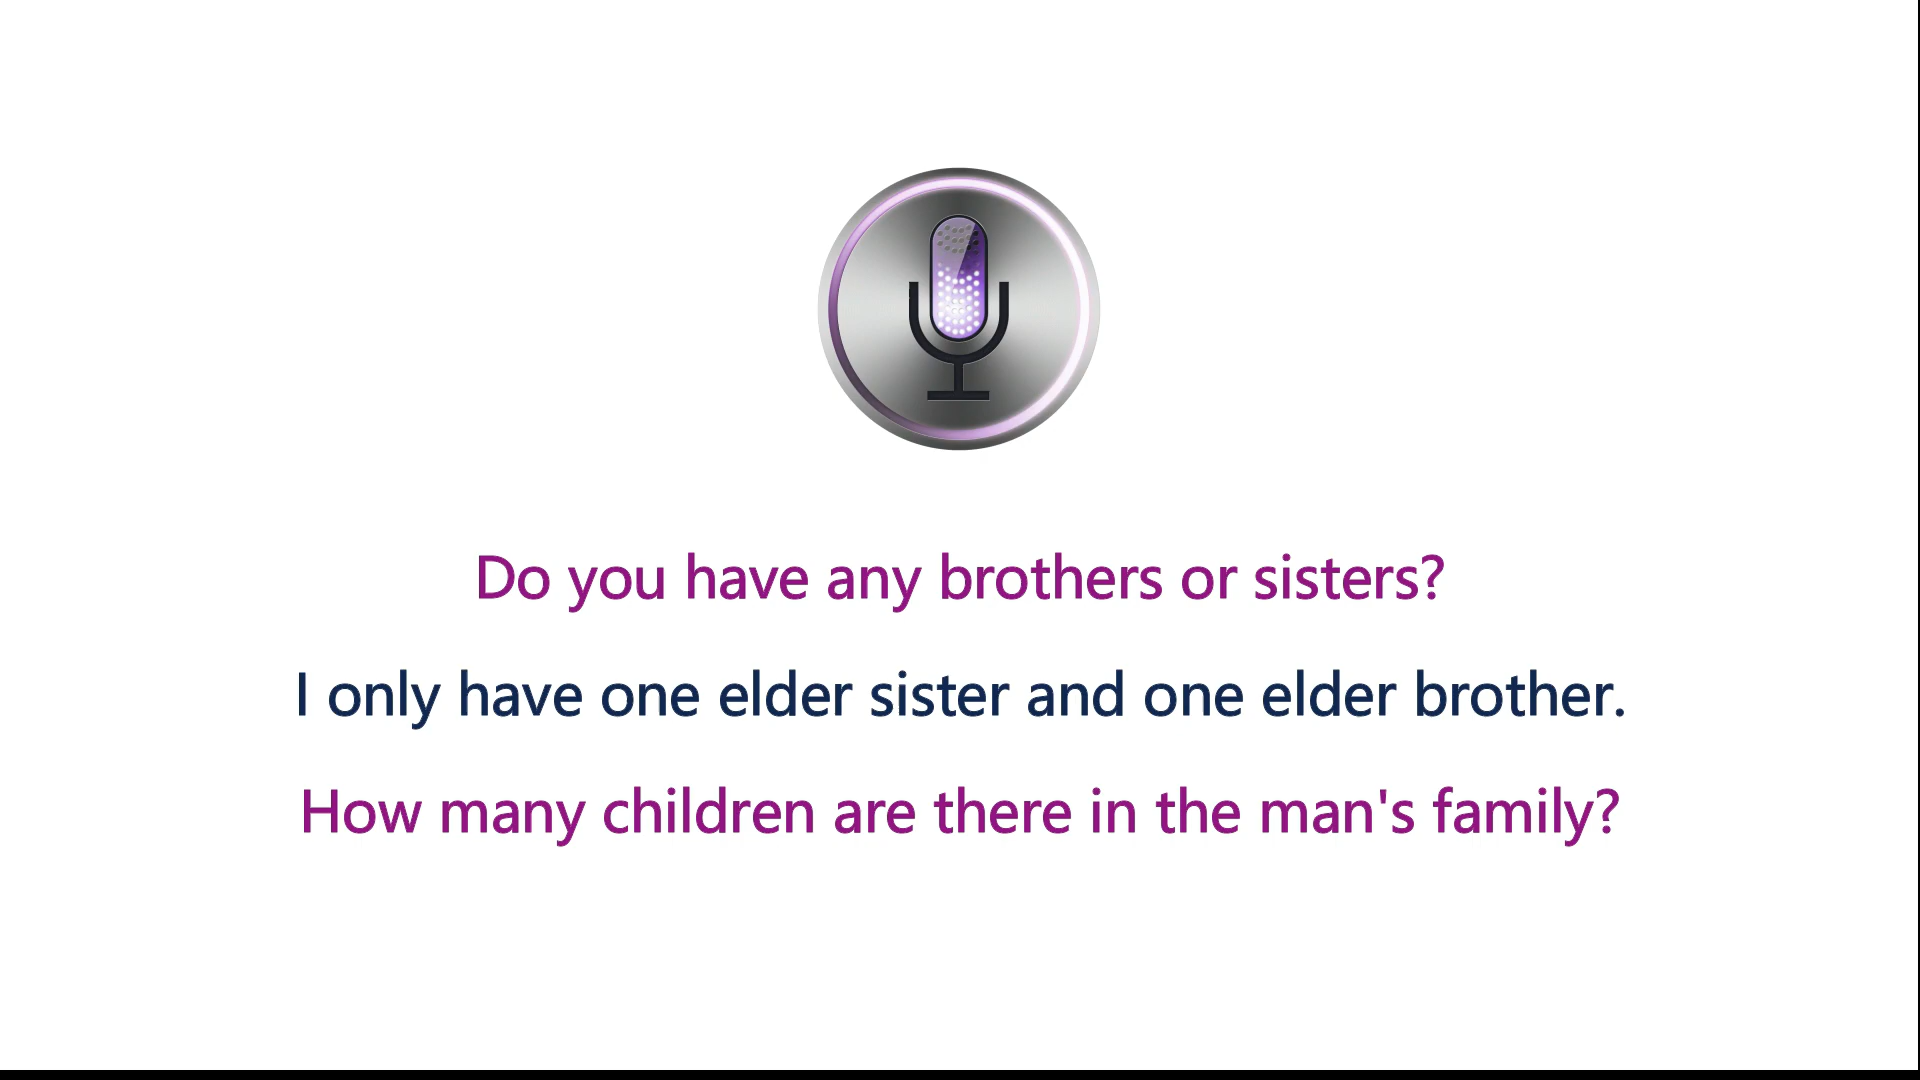 Do you have any brothers or sisters?
I only have one elder sister and one elder brother.
How many children are there in the man's family?